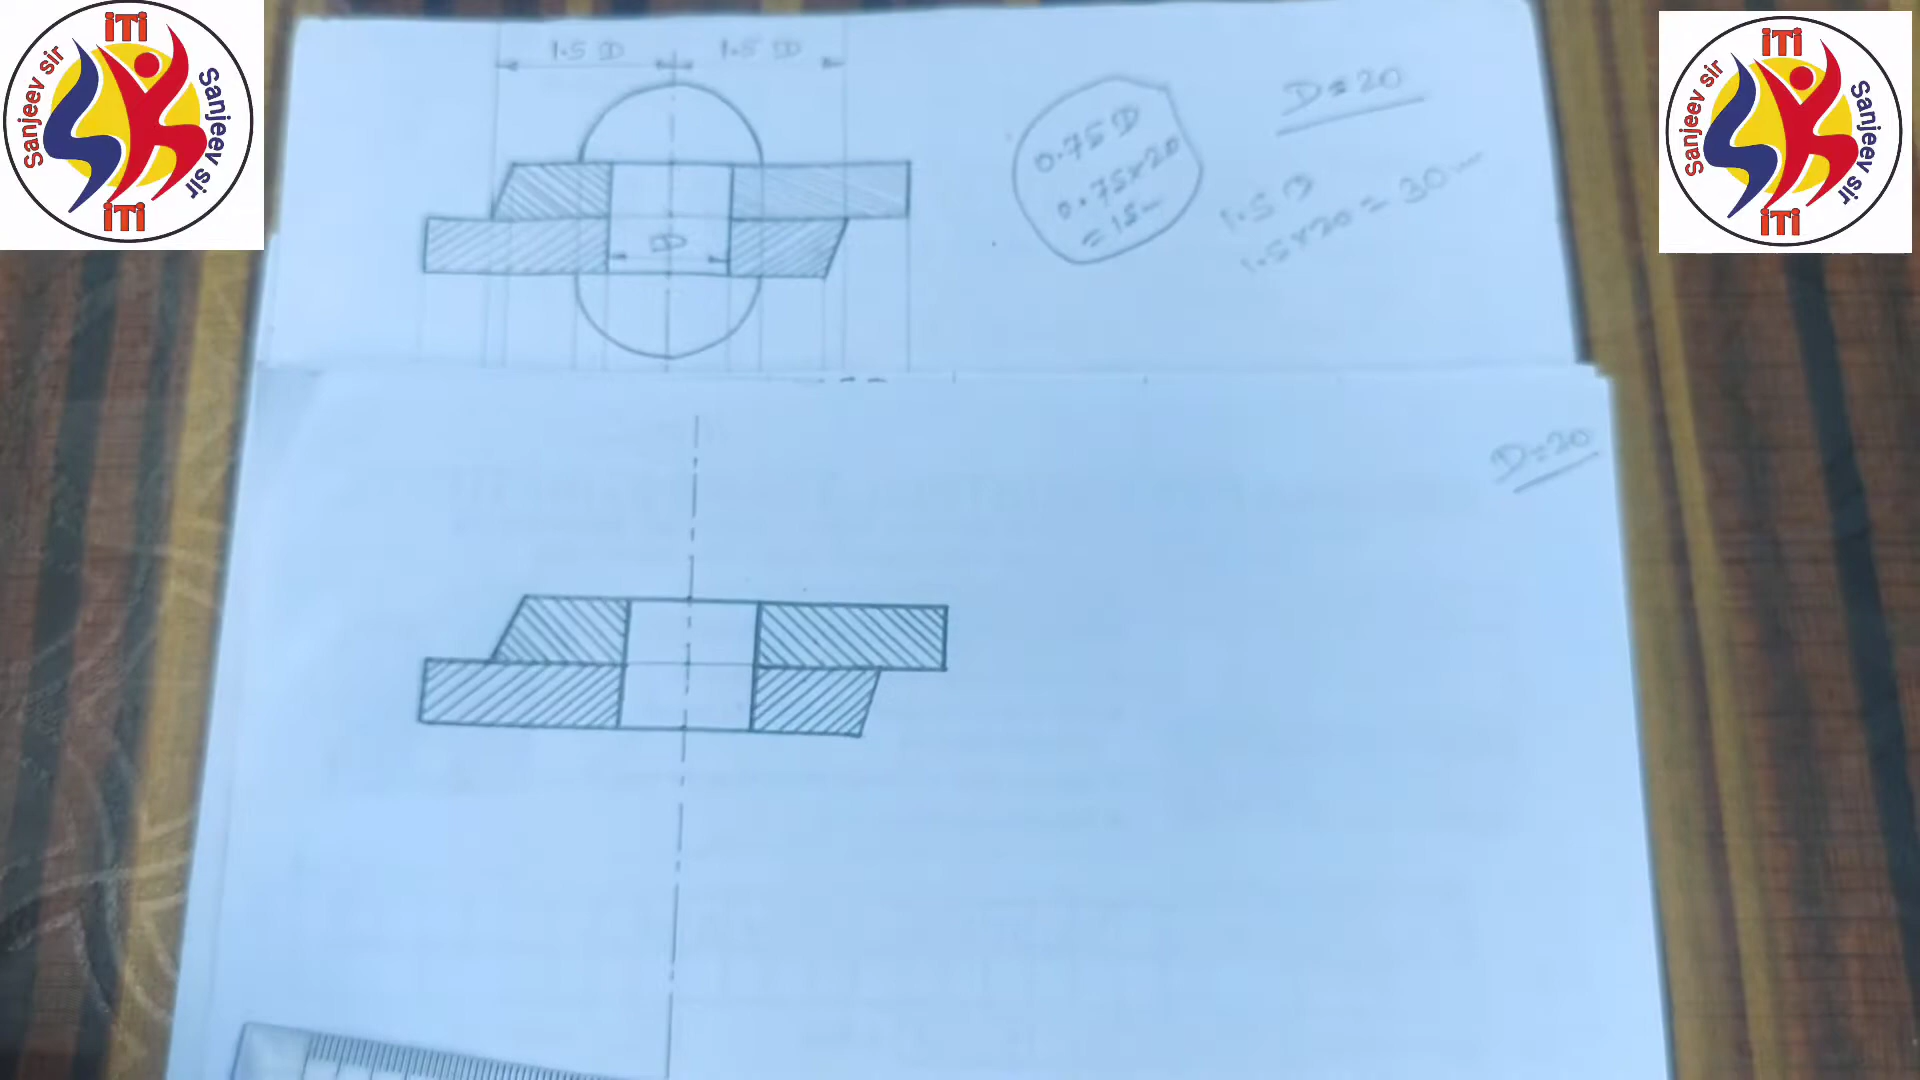 iTi
Sanjeev sir
Sanjeev sir
iTi
1.5 D
1.5 D
D
0.75 D
0.75×20
= 15
D = 20
1.5 D
1.5×20 = 30
iTi
Sanjeev sir
Sanjeev sir
iTi
D = 20